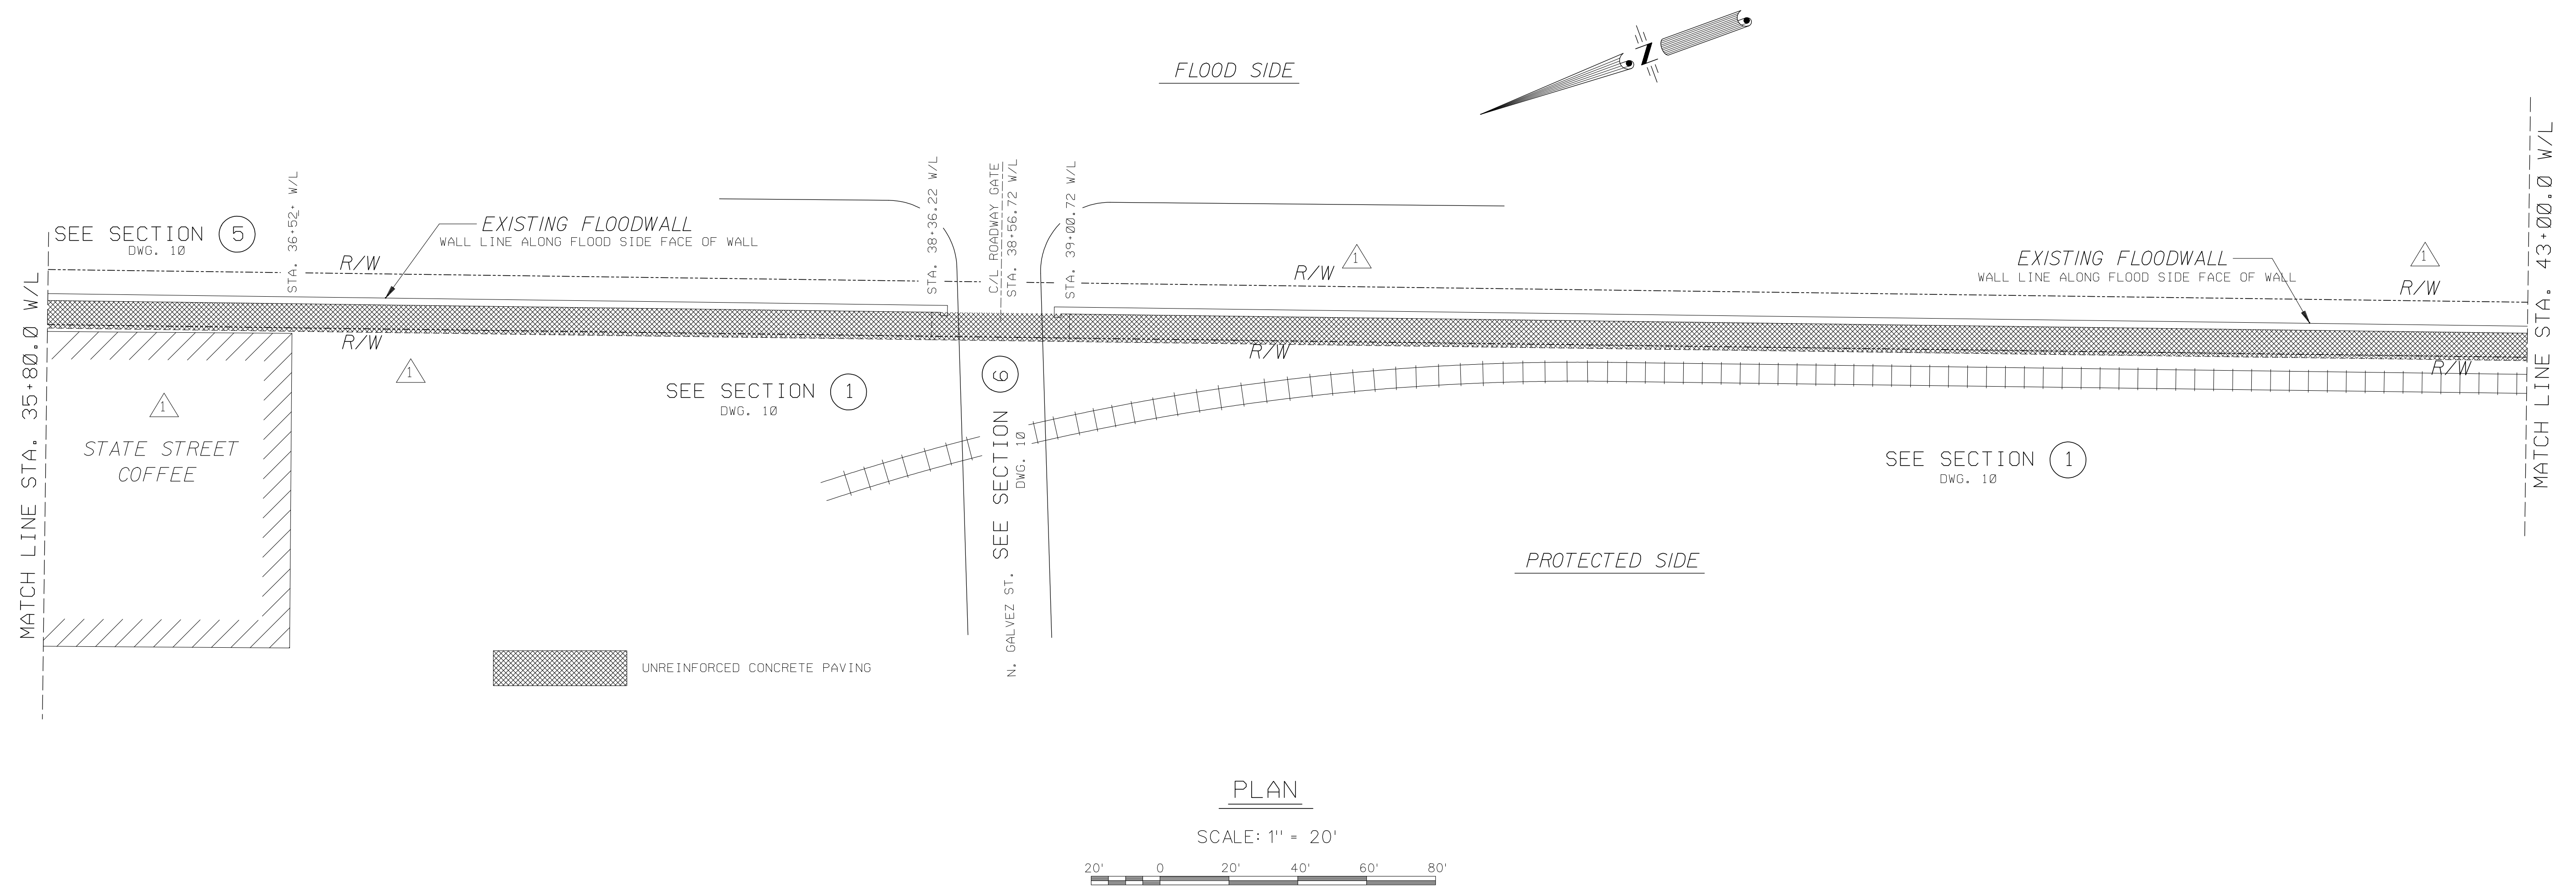 FLOOD SIDE
N
MATCH LINE STA. 35+80.0 W/L
SEE SECTION 5
DWG. 10
STA. 36+52± W/L
R/W
EXISTING FLOODWALL
WALL LINE ALONG FLOOD SIDE FACE OF WALL
STA. 38+36.22 W/L
C/L ROADWAY GATE
STA. 38+56.72 W/L
STA. 39+00.72 W/L
R/W
1
EXISTING FLOODWALL
WALL LINE ALONG FLOOD SIDE FACE OF WALL
1
R/W
MATCH LINE STA. 43+00.0 W/L
R/W
1
R/W
R/W
1
STATE STREET
COFFEE
SEE SECTION 1
DWG. 10
SEE SECTION 6
DWG. 10
N. GALVEZ ST.
SEE SECTION 1
DWG. 10
PROTECTED SIDE
UNREINFORCED CONCRETE PAVING
PLAN
SCALE: 1" = 20'
20' 0 20' 40' 60' 80'